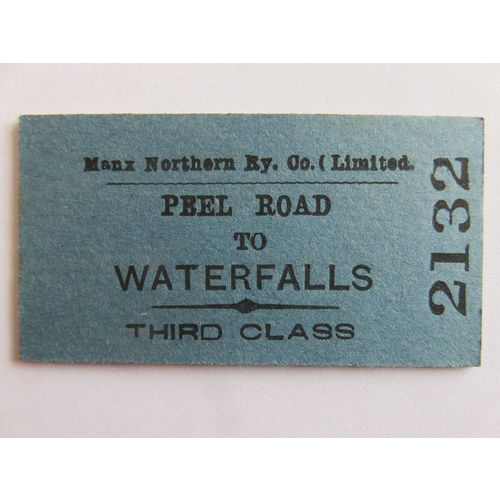 Manx Northern Ry. Co. (Limited.
PEEL ROAD
TO
WATERFALLS
THIRD CLASS
2132